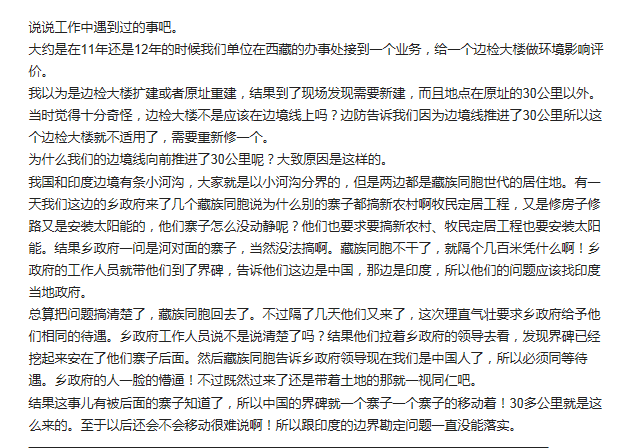 说说工作中遇到过的事吧。
大约是在11年还是12年的时候我们单位在西藏的办事处接到一个业务，给一个边检大楼做环境影响评
价。
我以为是边检大楼扩建或者原址重建，结果到了现场发现需要新建，而且地点在原址的30公里以外。
当时觉得十分奇怪，边检大楼不是应该在边境线上吗？边防告诉我们因为边境线推进了30公里所以这
个边检大楼就不适用了，需要重新修一个。
为什么我们的边境线向前推进了30公里呢？大致原因是这样的。
我国和印度边境有条小河沟，大家就是以小河沟分界的，但是两边都是藏族同胞世代的居住地。有一
天我们这边的乡政府来了几个藏族同胞说为什么别的寨子都搞新农村啊牧民定居工程，又是修房子修
路又是安装太阳能的，他们寨子怎么没动静呢？他们也要求要搞新农村、牧民定居工程也要安装太阳
能。结果乡政府一问是河对面的寨子，当然没法搞啊。藏族同胞不干了，就隔个几百米凭什么啊！乡
政府的工作人员就带他们到了界碑，告诉他们这边是中国，那边是印度，所以他们的问题应该找印度
当地政府。
总算把问题搞清楚了，藏族同胞回去了。不过隔了几天他们又来了，这次理直气壮要求乡政府给予他
们相同的待遇。乡政府工作人员说不是说清楚了吗？结果他们拉着乡政府的领导去看，发现界碑已经
挖起来安在了他们寨子后面。然后藏族同胞告诉乡政府领导现在我们是中国人了，所以必须同等待
遇。乡政府的人一脸的懵逼！不过既然过来了还是带着土地的那就一视同仁吧。
结果这事儿有被后面的寨子知道了，所以中国的界碑就一个寨子一个寨子的移动着！30多公里就是这
么来的。至于以后还会不会移动很难说啊！所以跟印度的边界勘定问题一直没能落实。